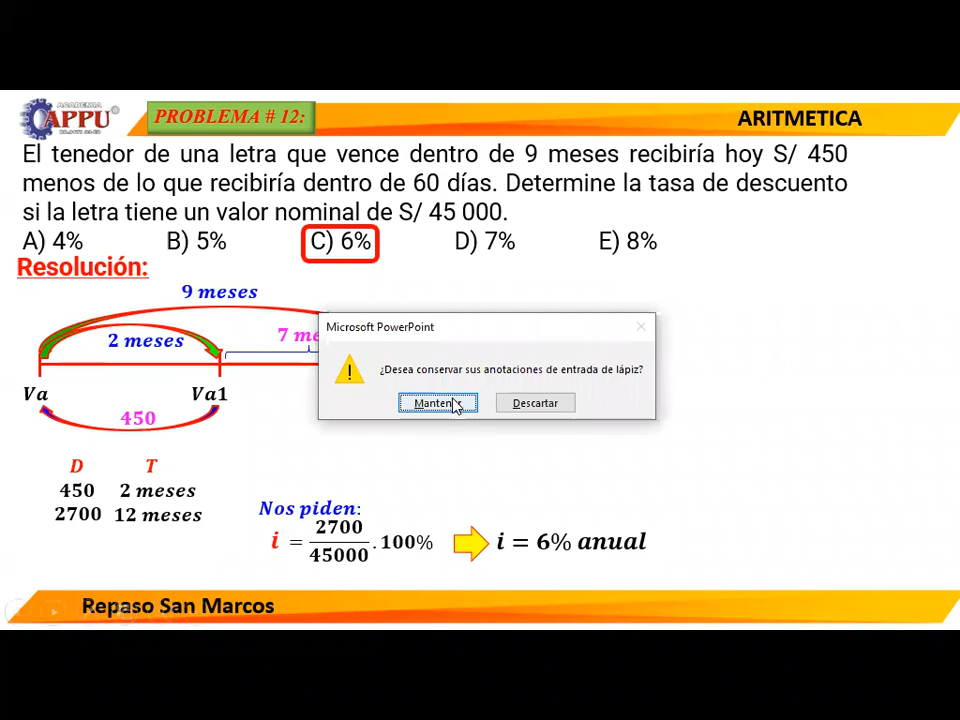 ACADEMIA
APPU
PROBLEMA # 12:
ARITMETICA
El tenedor de una letra que vence dentro de 9 meses recibiría hoy S/ 450
menos de lo que recibiría dentro de 60 días. Determine la tasa de descuento
si la letra tiene un valor nominal de S/ 45 000.
A) 4% B) 5% C) 6% D) 7% E) 8%
Resolución:
9 meses
2 meses
7 me
Va Va1
450
D T
450 2 meses
2700 12 meses
Microsoft PowerPoint
¿Desea conservar sus anotaciones de entrada de lápiz?
Mantener Descartar
Nos piden:
i = 2700/45000 . 100% i = 6% anual
Repaso San Marcos